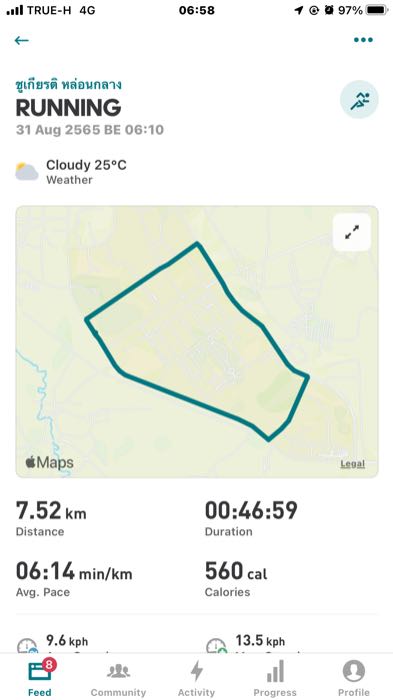 TRUE-H 4G 06:58 97%
ชูเกียรติ หล่อนกลาง
RUNNING
31 Aug 2565 BE 06:10
Cloudy 25°C
Weather
Maps
Legal
7.52 km 00:46:59
Distance Duration
06:14 min/km 560 cal
Avg. Pace Calories
9.6 kph 13.5 kph
8
Feed Community Activity Progress Profile